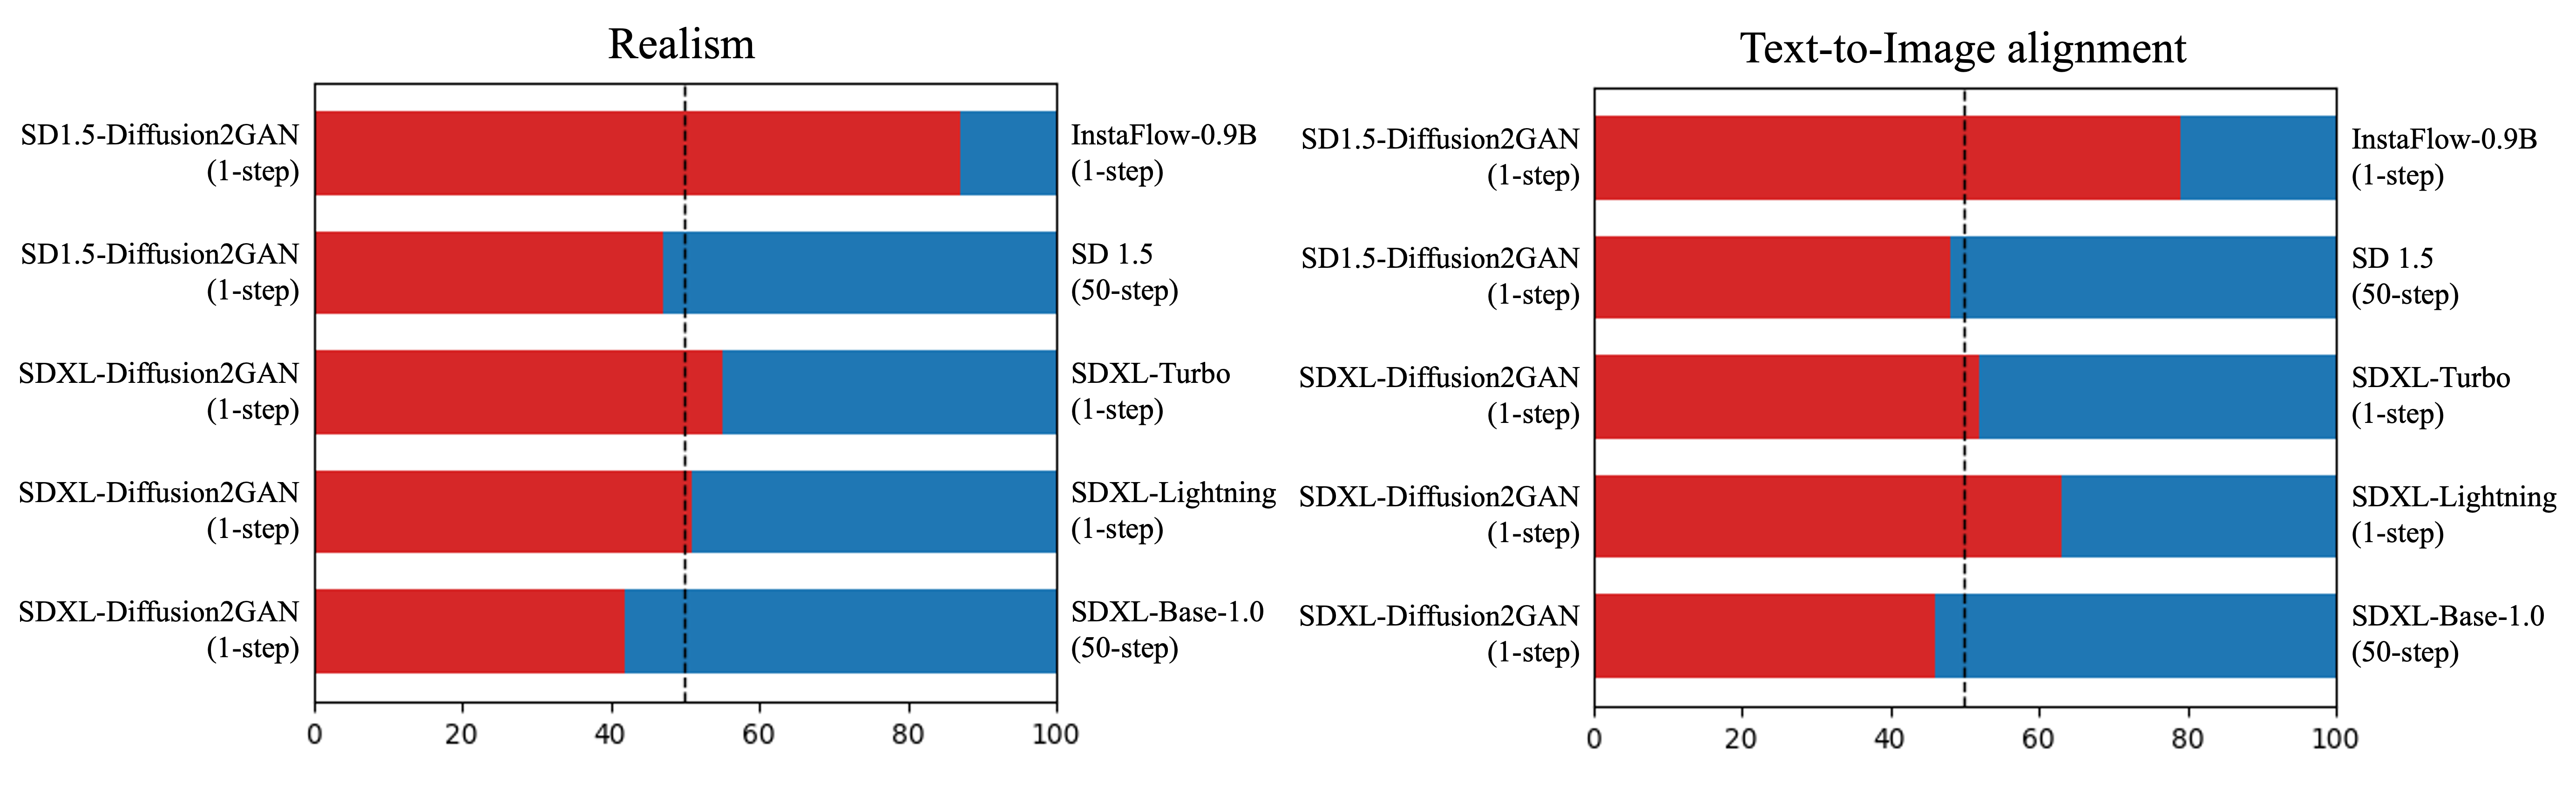 Realism
SD1.5-Diffusion2GAN
(1-step)
InstaFlow-0.9B
(1-step)
SD1.5-Diffusion2GAN
(1-step)
SD 1.5
(50-step)
SDXL-Diffusion2GAN
(1-step)
SDXL-Turbo
(1-step)
SDXL-Diffusion2GAN
(1-step)
SDXL-Lightning
(1-step)
SDXL-Diffusion2GAN
(1-step)
SDXL-Base-1.0
(50-step)
0 20 40 60 80 100
Text-to-Image alignment
SD1.5-Diffusion2GAN
(1-step)
InstaFlow-0.9B
(1-step)
SD1.5-Diffusion2GAN
(1-step)
SD 1.5
(50-step)
SDXL-Diffusion2GAN
(1-step)
SDXL-Turbo
(1-step)
SDXL-Diffusion2GAN
(1-step)
SDXL-Lightning
(1-step)
SDXL-Diffusion2GAN
(1-step)
SDXL-Base-1.0
(50-step)
0 20 40 60 80 100